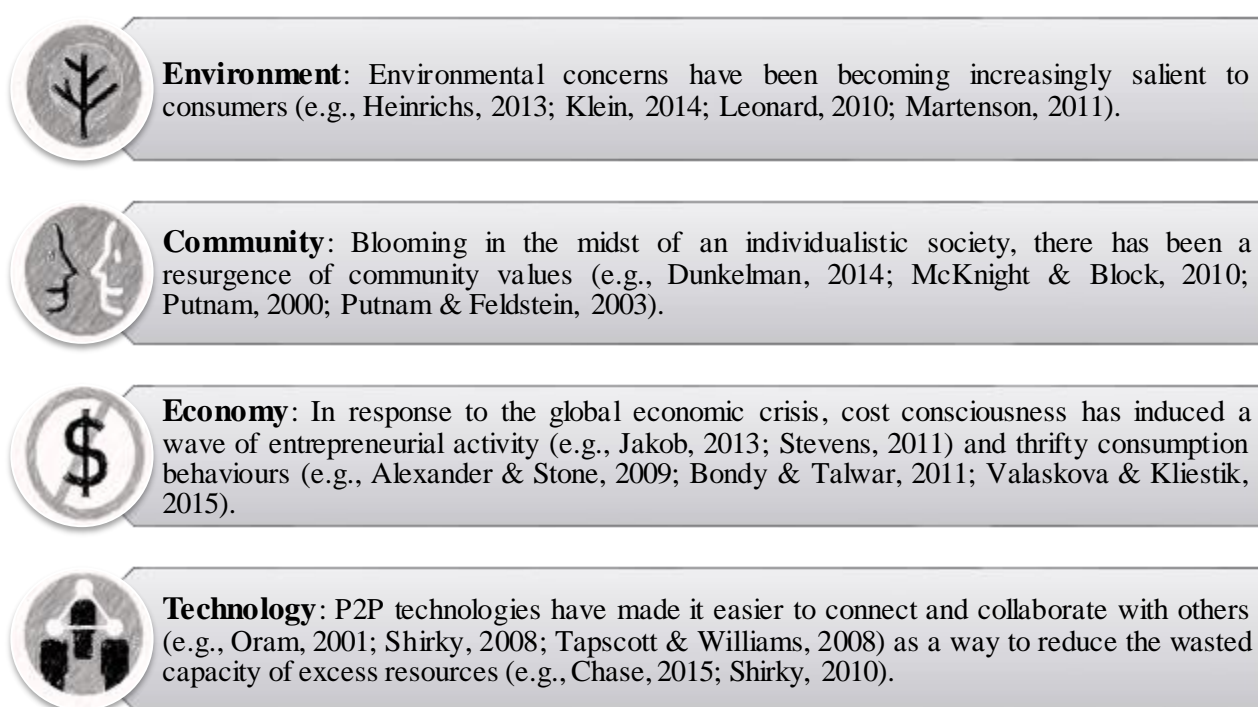 Environment: Environmental concerns have been becoming increasingly salient to
consumers (e.g., Heinrichs, 2013; Klein, 2014; Leonard, 2010; Martenson, 2011).
Community: Blooming in the midst of an individualistic society, there has been a
resurgence of community values (e.g., Dunkelman, 2014; McKnight & Block, 2010;
Putnam, 2000; Putnam & Feldstein, 2003).
$
Economy: In response to the global economic crisis, cost consciousness has induced a
wave of entrepreneurial activity (e.g., Jakob, 2013; Stevens, 2011) and thrifty consumption
behaviours (e.g., Alexander & Stone, 2009; Bondy & Talwar, 2011; Valaskova & Kliestik,
2015).
Technology: P2P technologies have made it easier to connect and collaborate with others
(e.g., Oram, 2001; Shirky, 2008; Tapscott & Williams, 2008) as a way to reduce the wasted
capacity of excess resources (e.g., Chase, 2015; Shirky, 2010).